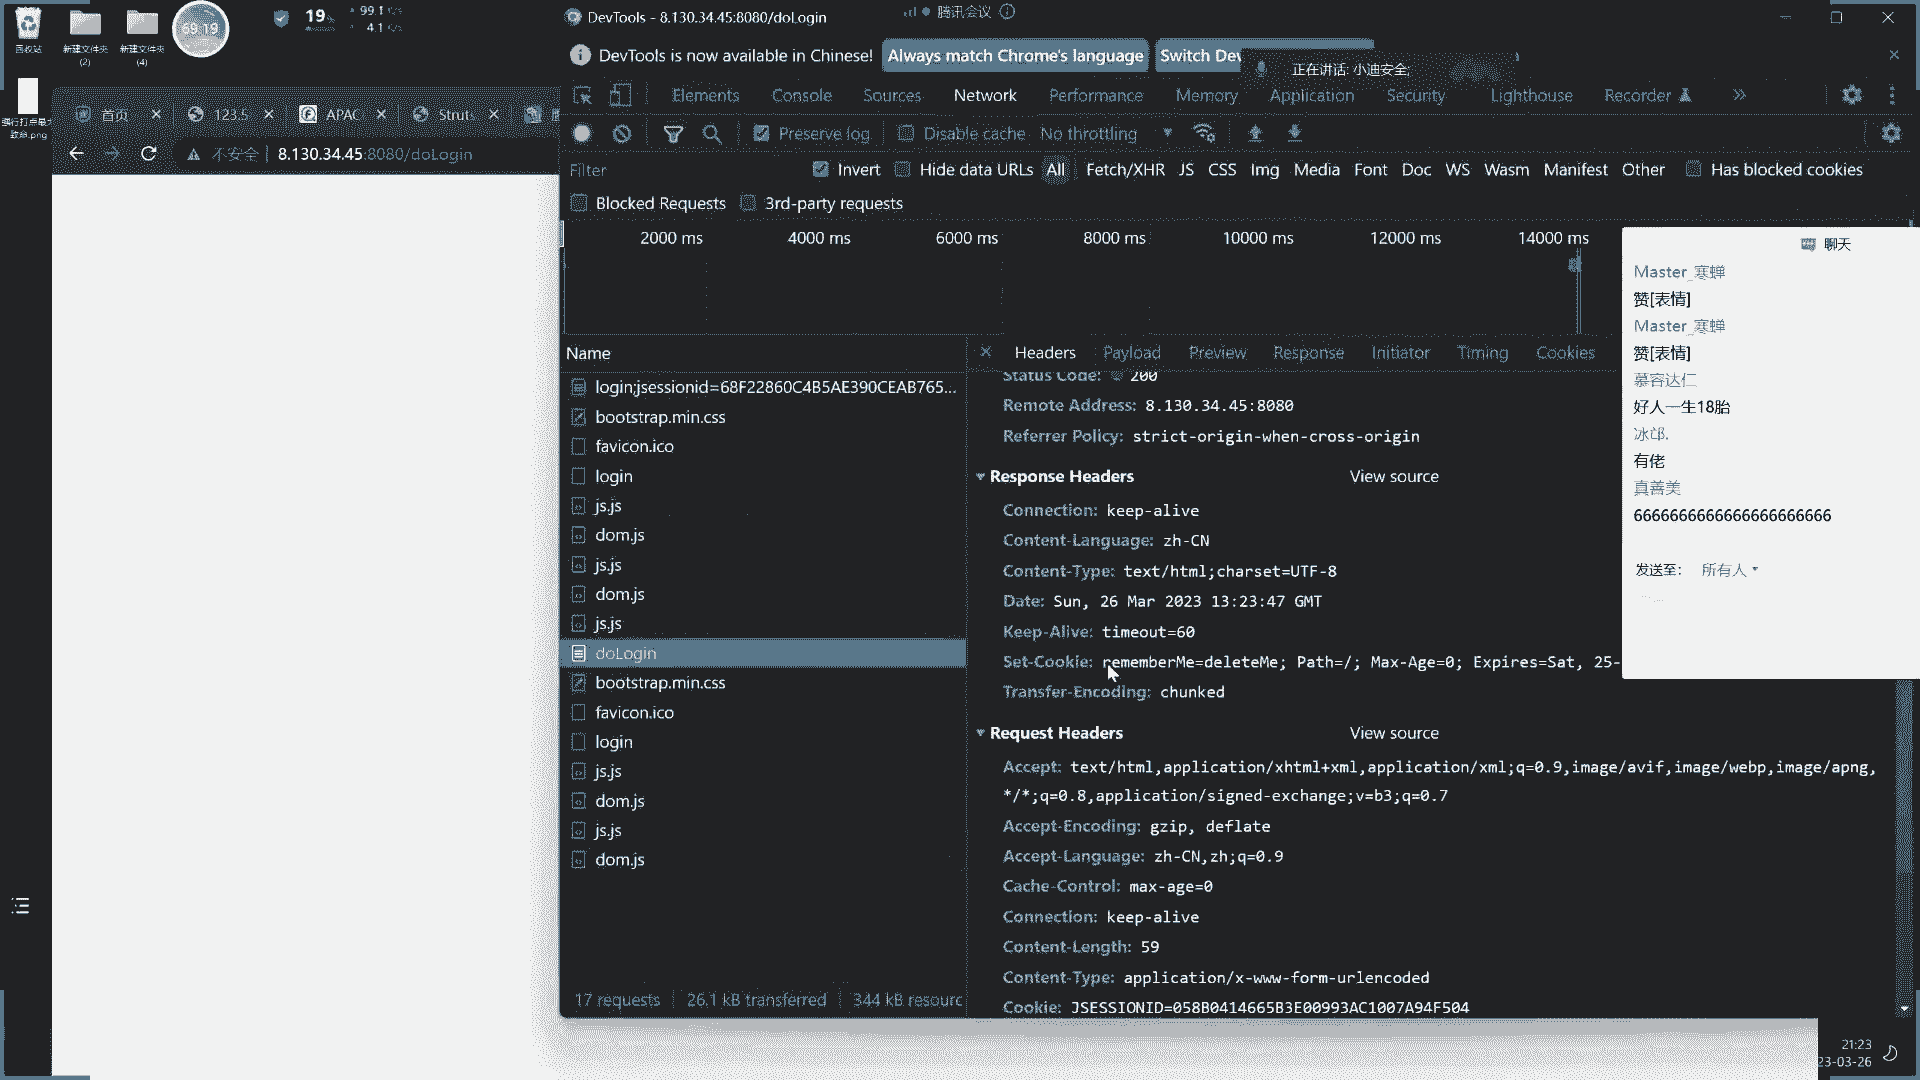 回收站
新建文件夹
(2)
新建文件夹
(4)
59:19
19%
99.1
4.1
致命.png
首页
123.5
APAC
Struts
不安全
8.130.34.45:8080/doLogin
DevTools - 8.130.34.45:8080/doLogin
腾讯会议
DevTools is now available in Chinese!
Always match Chrome's language
Switch Dev
正在讲话: 小迪安全;
Elements
Console
Sources
Network
Performance
Memory
Application
Security
Lighthouse
Recorder
Preserve log
Disable cache
No throttling
Filter
Invert
Hide data URLs
All
Fetch/XHR
JS
CSS
Img
Media
Font
Doc
WS
Wasm
Manifest
Other
Has blocked cookies
Blocked Requests
3rd-party requests
2000 ms
4000 ms
6000 ms
8000 ms
10000 ms
12000 ms
14000 ms
Name
login;jsessionid=68F22860C4B5AE390CEAB765...
bootstrap.min.css
favicon.ico
login
js.js
dom.js
js.js
dom.js
js.js
doLogin
bootstrap.min.css
favicon.ico
login
js.js
dom.js
js.js
dom.js
17 requests
26.1 kB transferred
344 kB resourc
Headers
Payload
Preview
Response
Initiator
Timing
Cookies
Status Code: 200
Remote Address: 8.130.34.45:8080
Referrer Policy: strict-origin-when-cross-origin
Response Headers
View source
Connection: keep-alive
Content-Language: zh-CN
Content-Type: text/html;charset=UTF-8
Date: Sun, 26 Mar 2023 13:23:47 GMT
Keep-Alive: timeout=60
Set-Cookie: rememberMe=deleteMe; Path=/; Max-Age=0; Expires=Sat, 25-
Transfer-Encoding: chunked
Request Headers
View source
Accept: text/html,application/xhtml+xml,application/xml;q=0.9,image/avif,image/webp,image/apng,
*/*;q=0.8,application/signed-exchange;v=b3;q=0.7
Accept-Encoding: gzip, deflate
Accept-Language: zh-CN,zh;q=0.9
Cache-Control: max-age=0
Connection: keep-alive
Content-Length: 59
Content-Type: application/x-www-form-urlencoded
Cookie: JSESSIONID=058B0414665B3E00993AC1007A94F504
聊天
Master_寒蝉
赞[表情]
Master_寒蝉
赞[表情]
慕容达仁
好人一生18胎
冰邙.
有佬
真善美
6666666666666666666666
发送至:
所有人
21:23
23-03-26